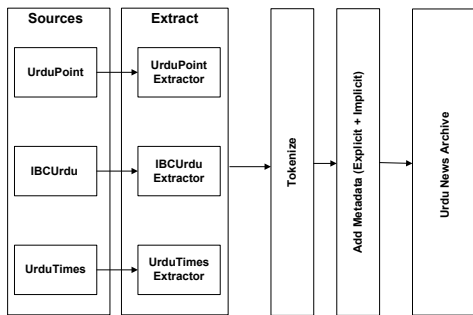 Sources
Extract
UrduPoint
UrduPoint
Extractor
IBCUrdu
IBCUrdu
Extractor
UrduTimes
UrduTimes
Extractor
Tokenize
Add Metadata (Explicit + Implicit)
Urdu News Archive